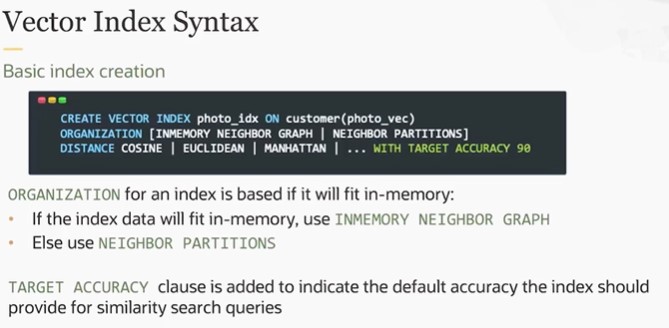 Vector Index Syntax
Basic index creation
CREATE VECTOR INDEX photo_idx ON customer(photo_vec)
ORGANIZATION [INMEMORY NEIGHBOR GRAPH | NEIGHBOR PARTITIONS]
DISTANCE COSINE | EUCLIDEAN | MANHATTAN | ... WITH TARGET ACCURACY 90
ORGANIZATION for an index is based if it will fit in-memory:
• If the index data will fit in-memory, use INMEMORY NEIGHBOR GRAPH
• Else use NEIGHBOR PARTITIONS
TARGET ACCURACY clause is added to indicate the default accuracy the index should
provide for similarity search queries